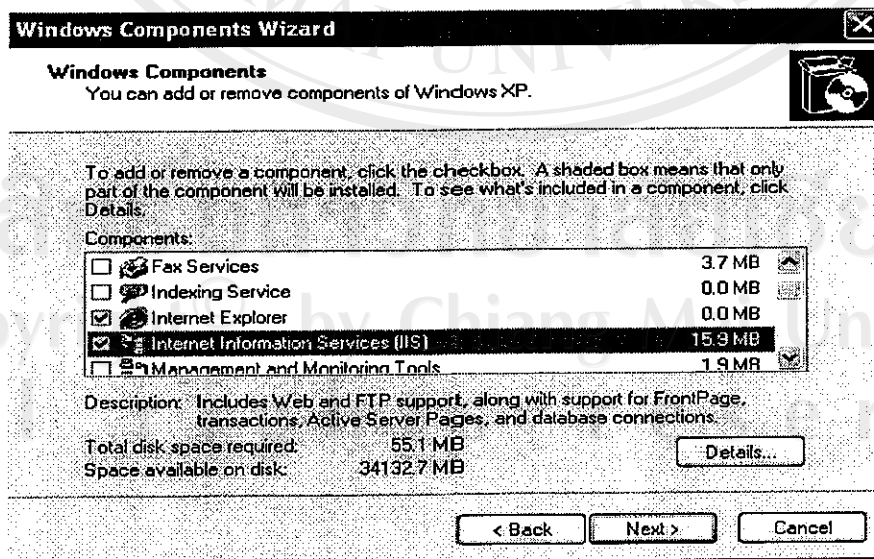 Windows Components Wizard
Windows Components
You can add or remove components of Windows XP.
To add or remove a component, click the checkbox. A shaded box means that only
part of the component will be installed. To see what's included in a component, click
Details.
Components:
Fax Services 3.7 MB
Indexing Service 0.0 MB
Internet Explorer 0.0 MB
Internet Information Services (IIS) 15.9 MB
Management and Monitoring Tools 1.9 MB
Description: Includes Web and FTP support, along with support for FrontPage,
transactions, Active Server Pages, and database connections.
Total disk space required: 55.1 MB
Details...
Space available on disk: 34132.7 MB
< Back Next > Cancel